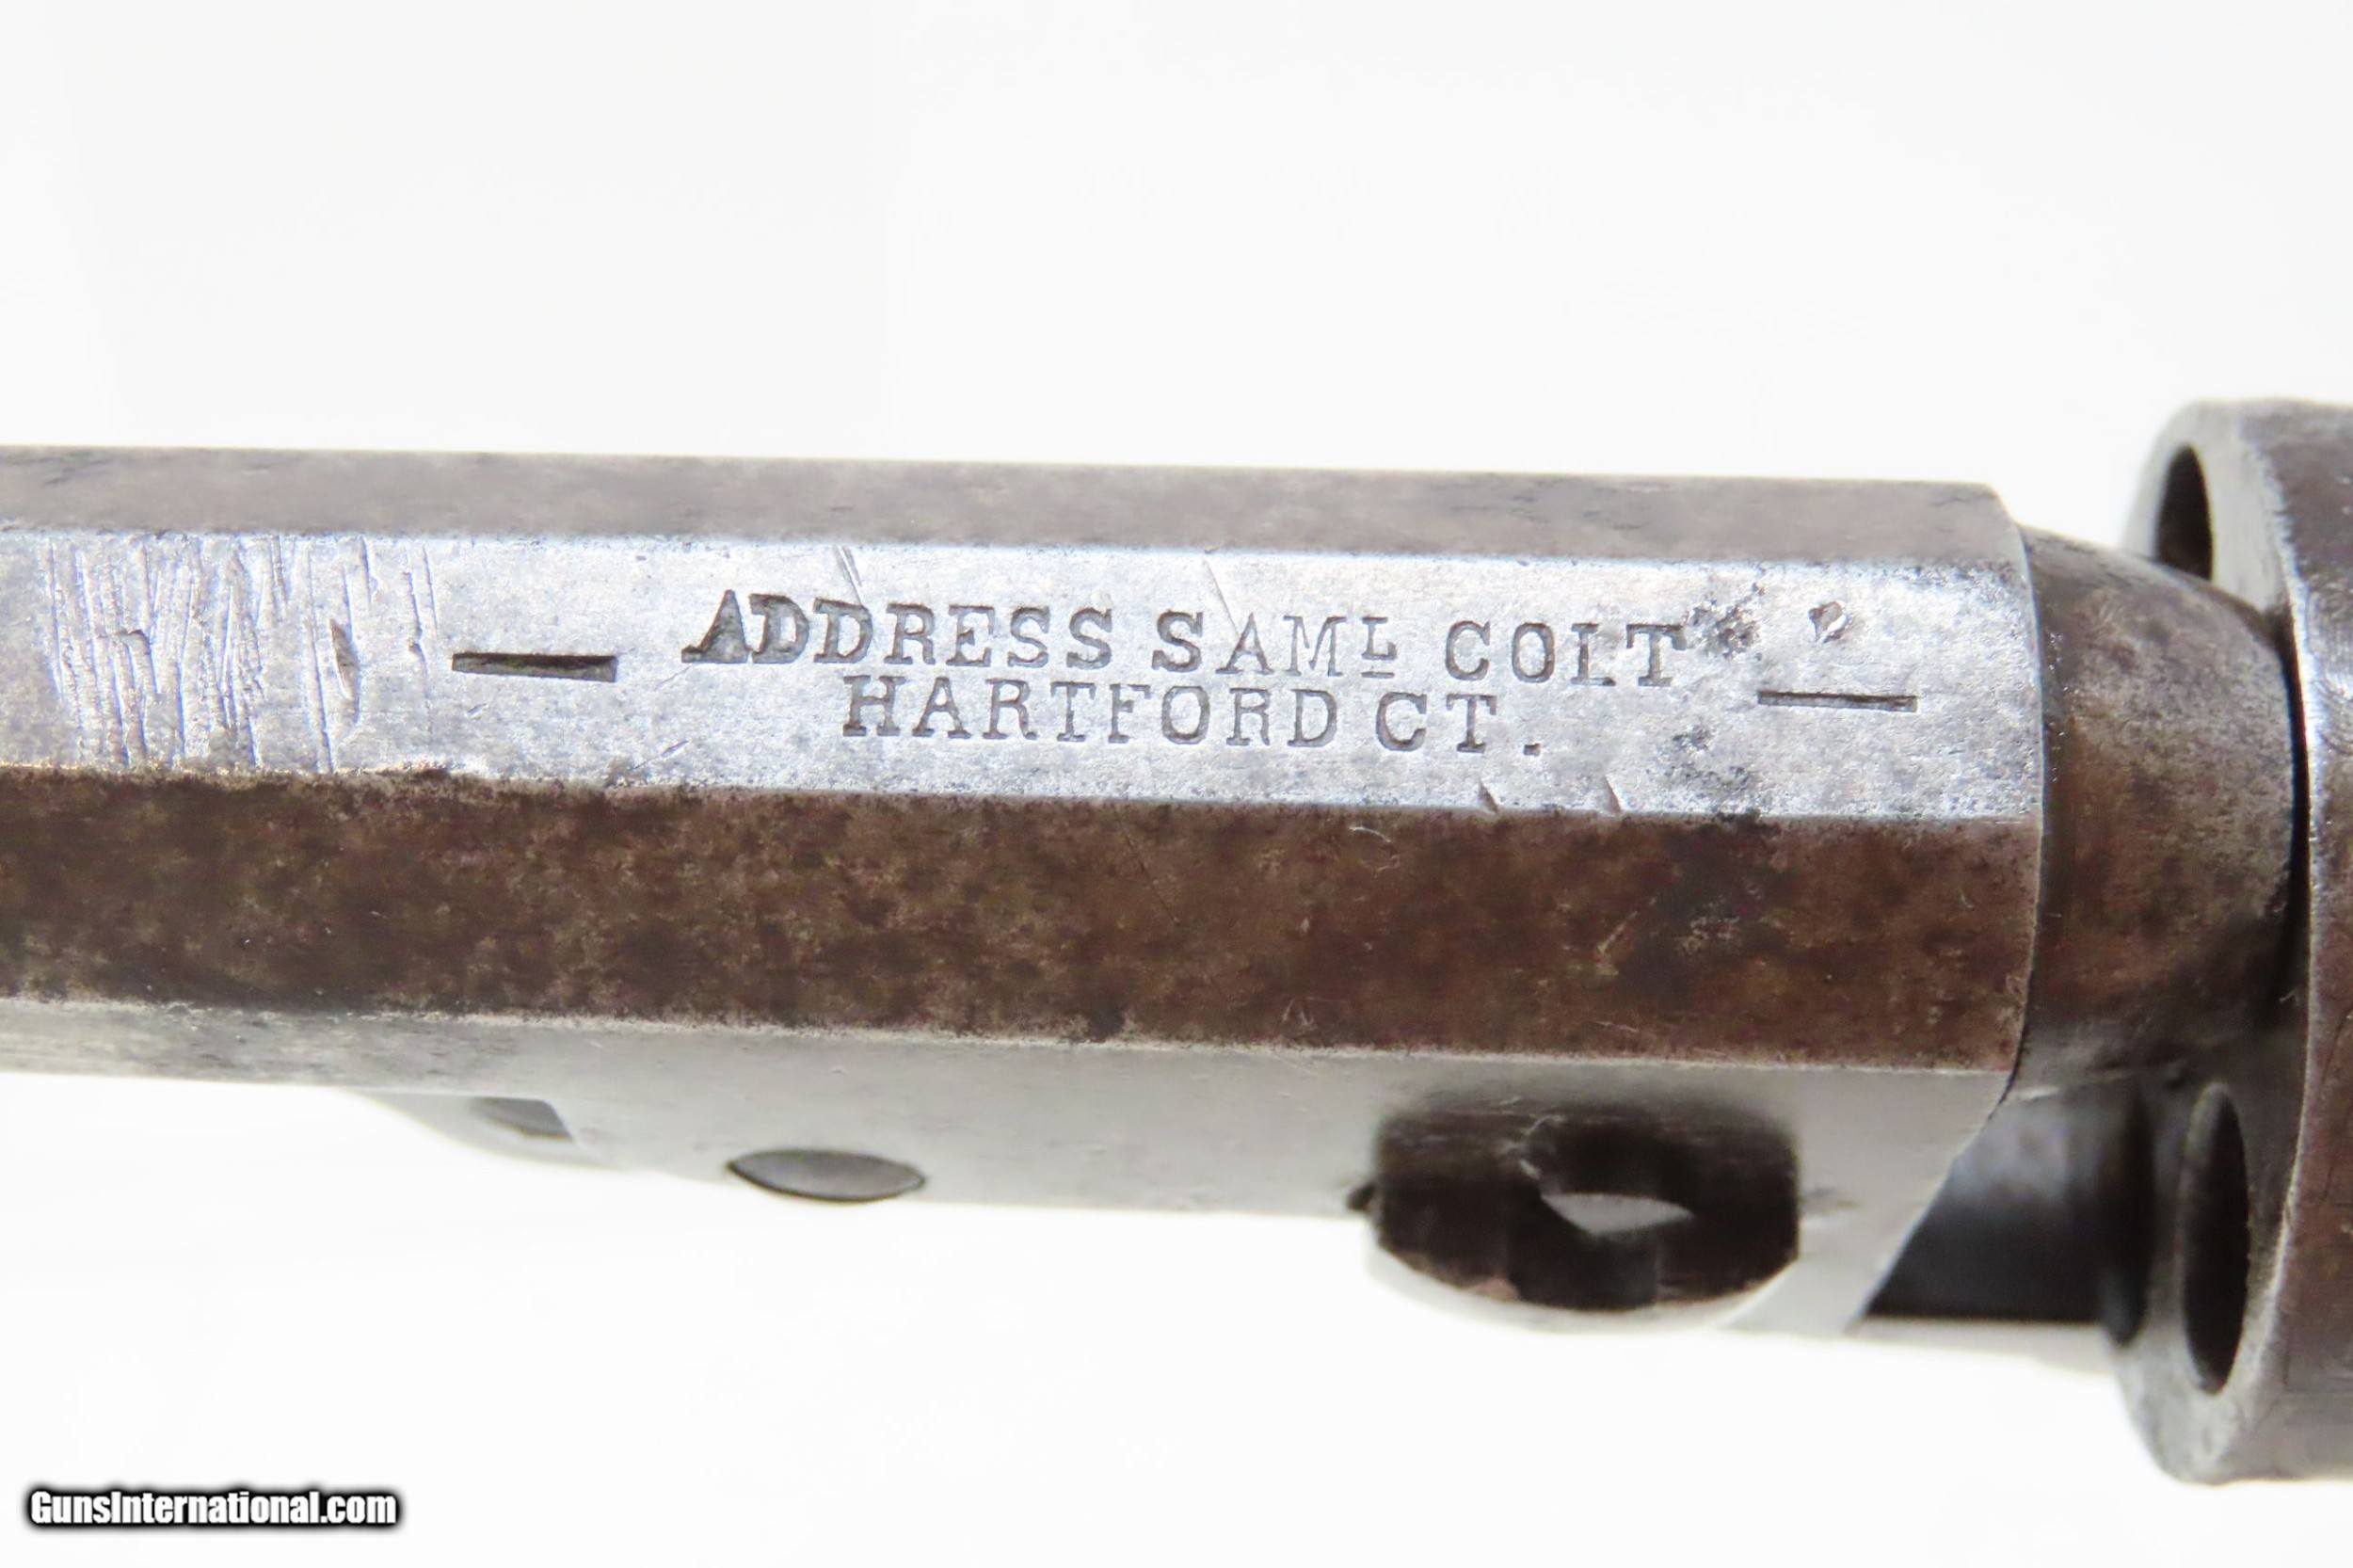 — ADDRESS SAML COLT —
HARTFORD CT.
GunsInternational.com